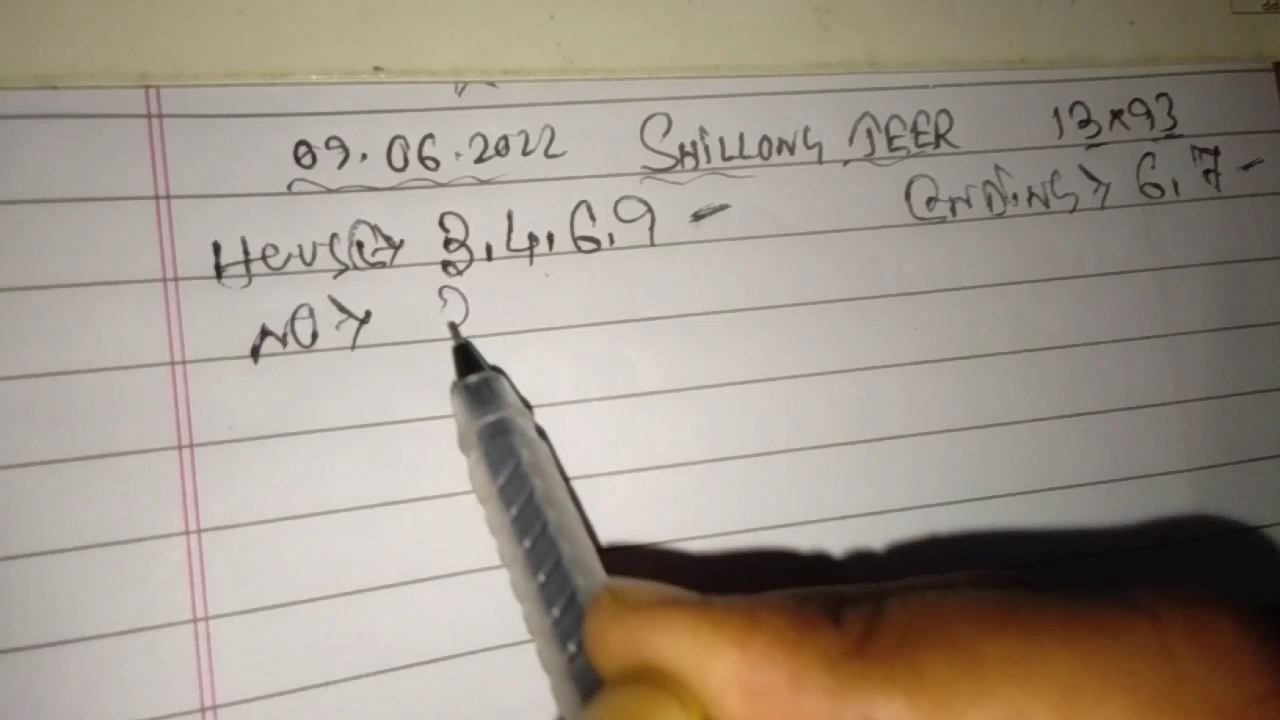 09.06.2022 SHILLONG TEER 13×93
ENDING> 6,7-
HOUSE> 3,4,6,9 -
NO>